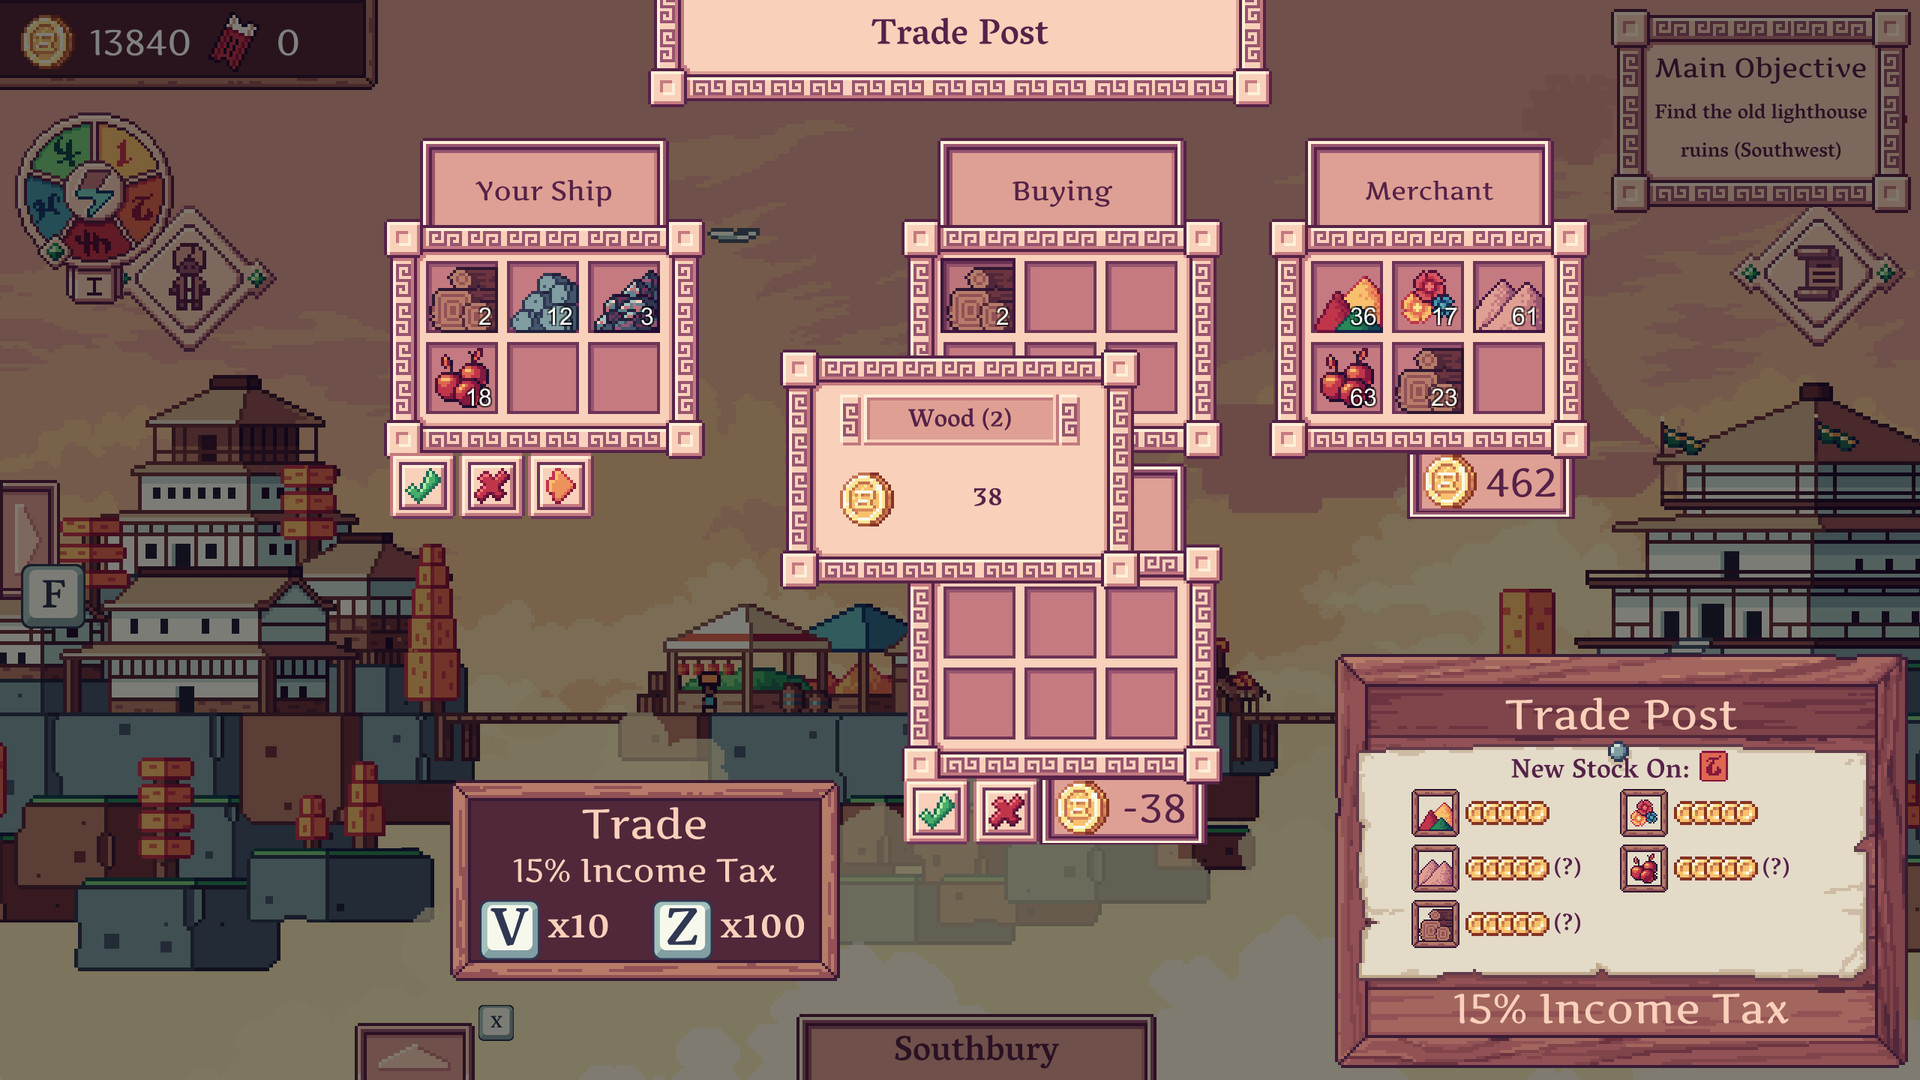 13840
0
Trade Post
Main Objective
Find the old lighthouse
ruins (Southwest)
I
Your Ship
2
12
3
18
Buying
2
Merchant
36
17
61
63
23
462
Wood (2)
38
F
-38
Trade
15% Income Tax
V x10
Z x100
Trade Post
New Stock On:
(?)
(?)
(?)
15% Income Tax
X
Southbury